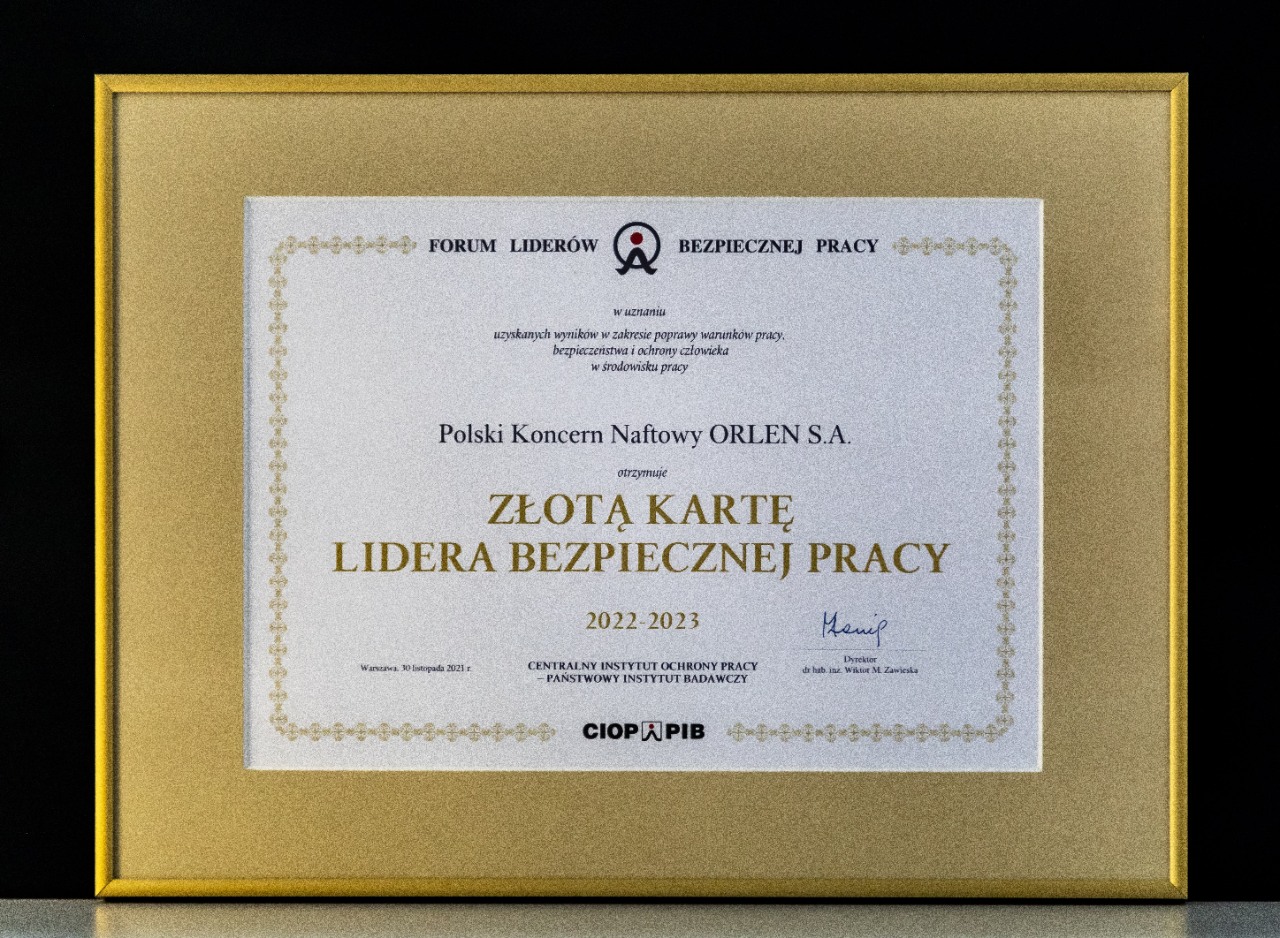 FORUM LIDERÓW BEZPIECZNEJ PRACY
w uznaniu
uzyskanych wyników w zakresie poprawy warunków pracy,
bezpieczeństwa i ochrony człowieka
w środowisku pracy
Polski Koncern Naftowy ORLEN S.A.
otrzymuje
ZŁOTĄ KARTĘ
LIDERA BEZPIECZNEJ PRACY
2022-2023
Warszawa, 30 listopada 2021 r.
CENTRALNY INSTYTUT OCHRONY PRACY
– PAŃSTWOWY INSTYTUT BADAWCZY
Dyrektor
dr hab. inż. Wiktor M. Zawieska
CIOP PIB